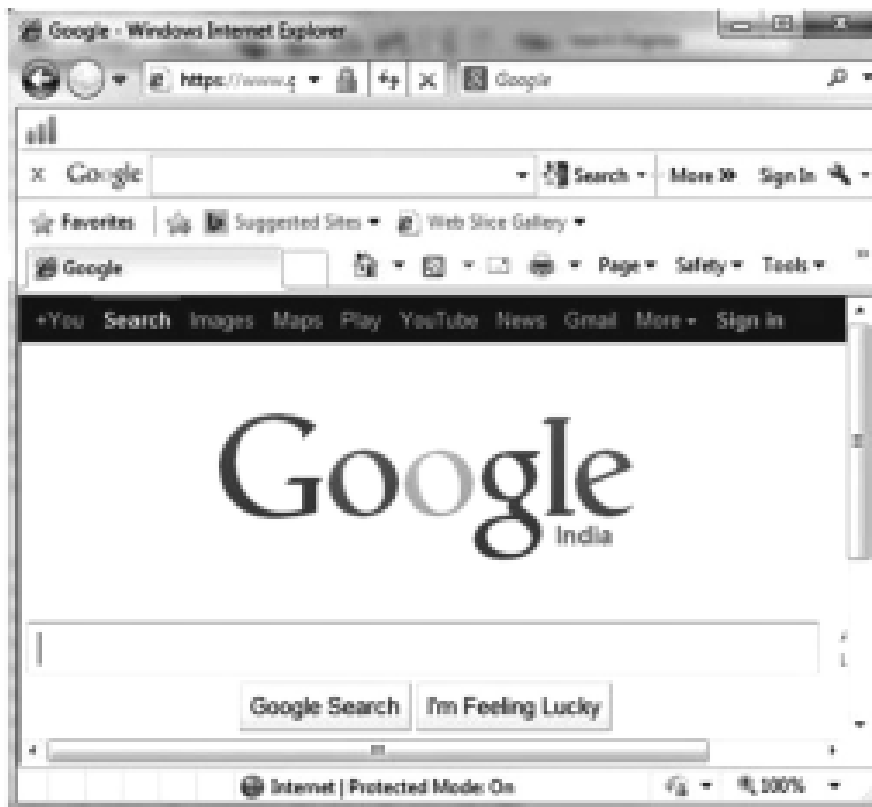 Google - Windows Internet Explorer
https://www.g Google
Google Search More Sign In
Favorites Suggested Sites Web Slice Gallery
Google Page Safety Tools
+You Search Images Maps Play YouTube News Gmail More Sign in
Google
India
Google Search I'm Feeling Lucky
Internet | Protected Mode: On 100%